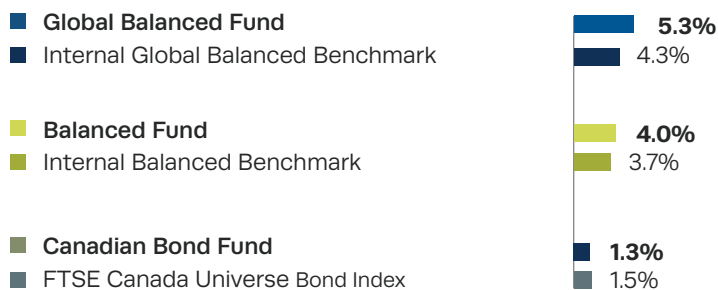 Global Balanced Fund 5.3%
Internal Global Balanced Benchmark 4.3%
Balanced Fund 4.0%
Internal Balanced Benchmark 3.7%
Canadian Bond Fund 1.3%
FTSE Canada Universe Bond Index 1.5%